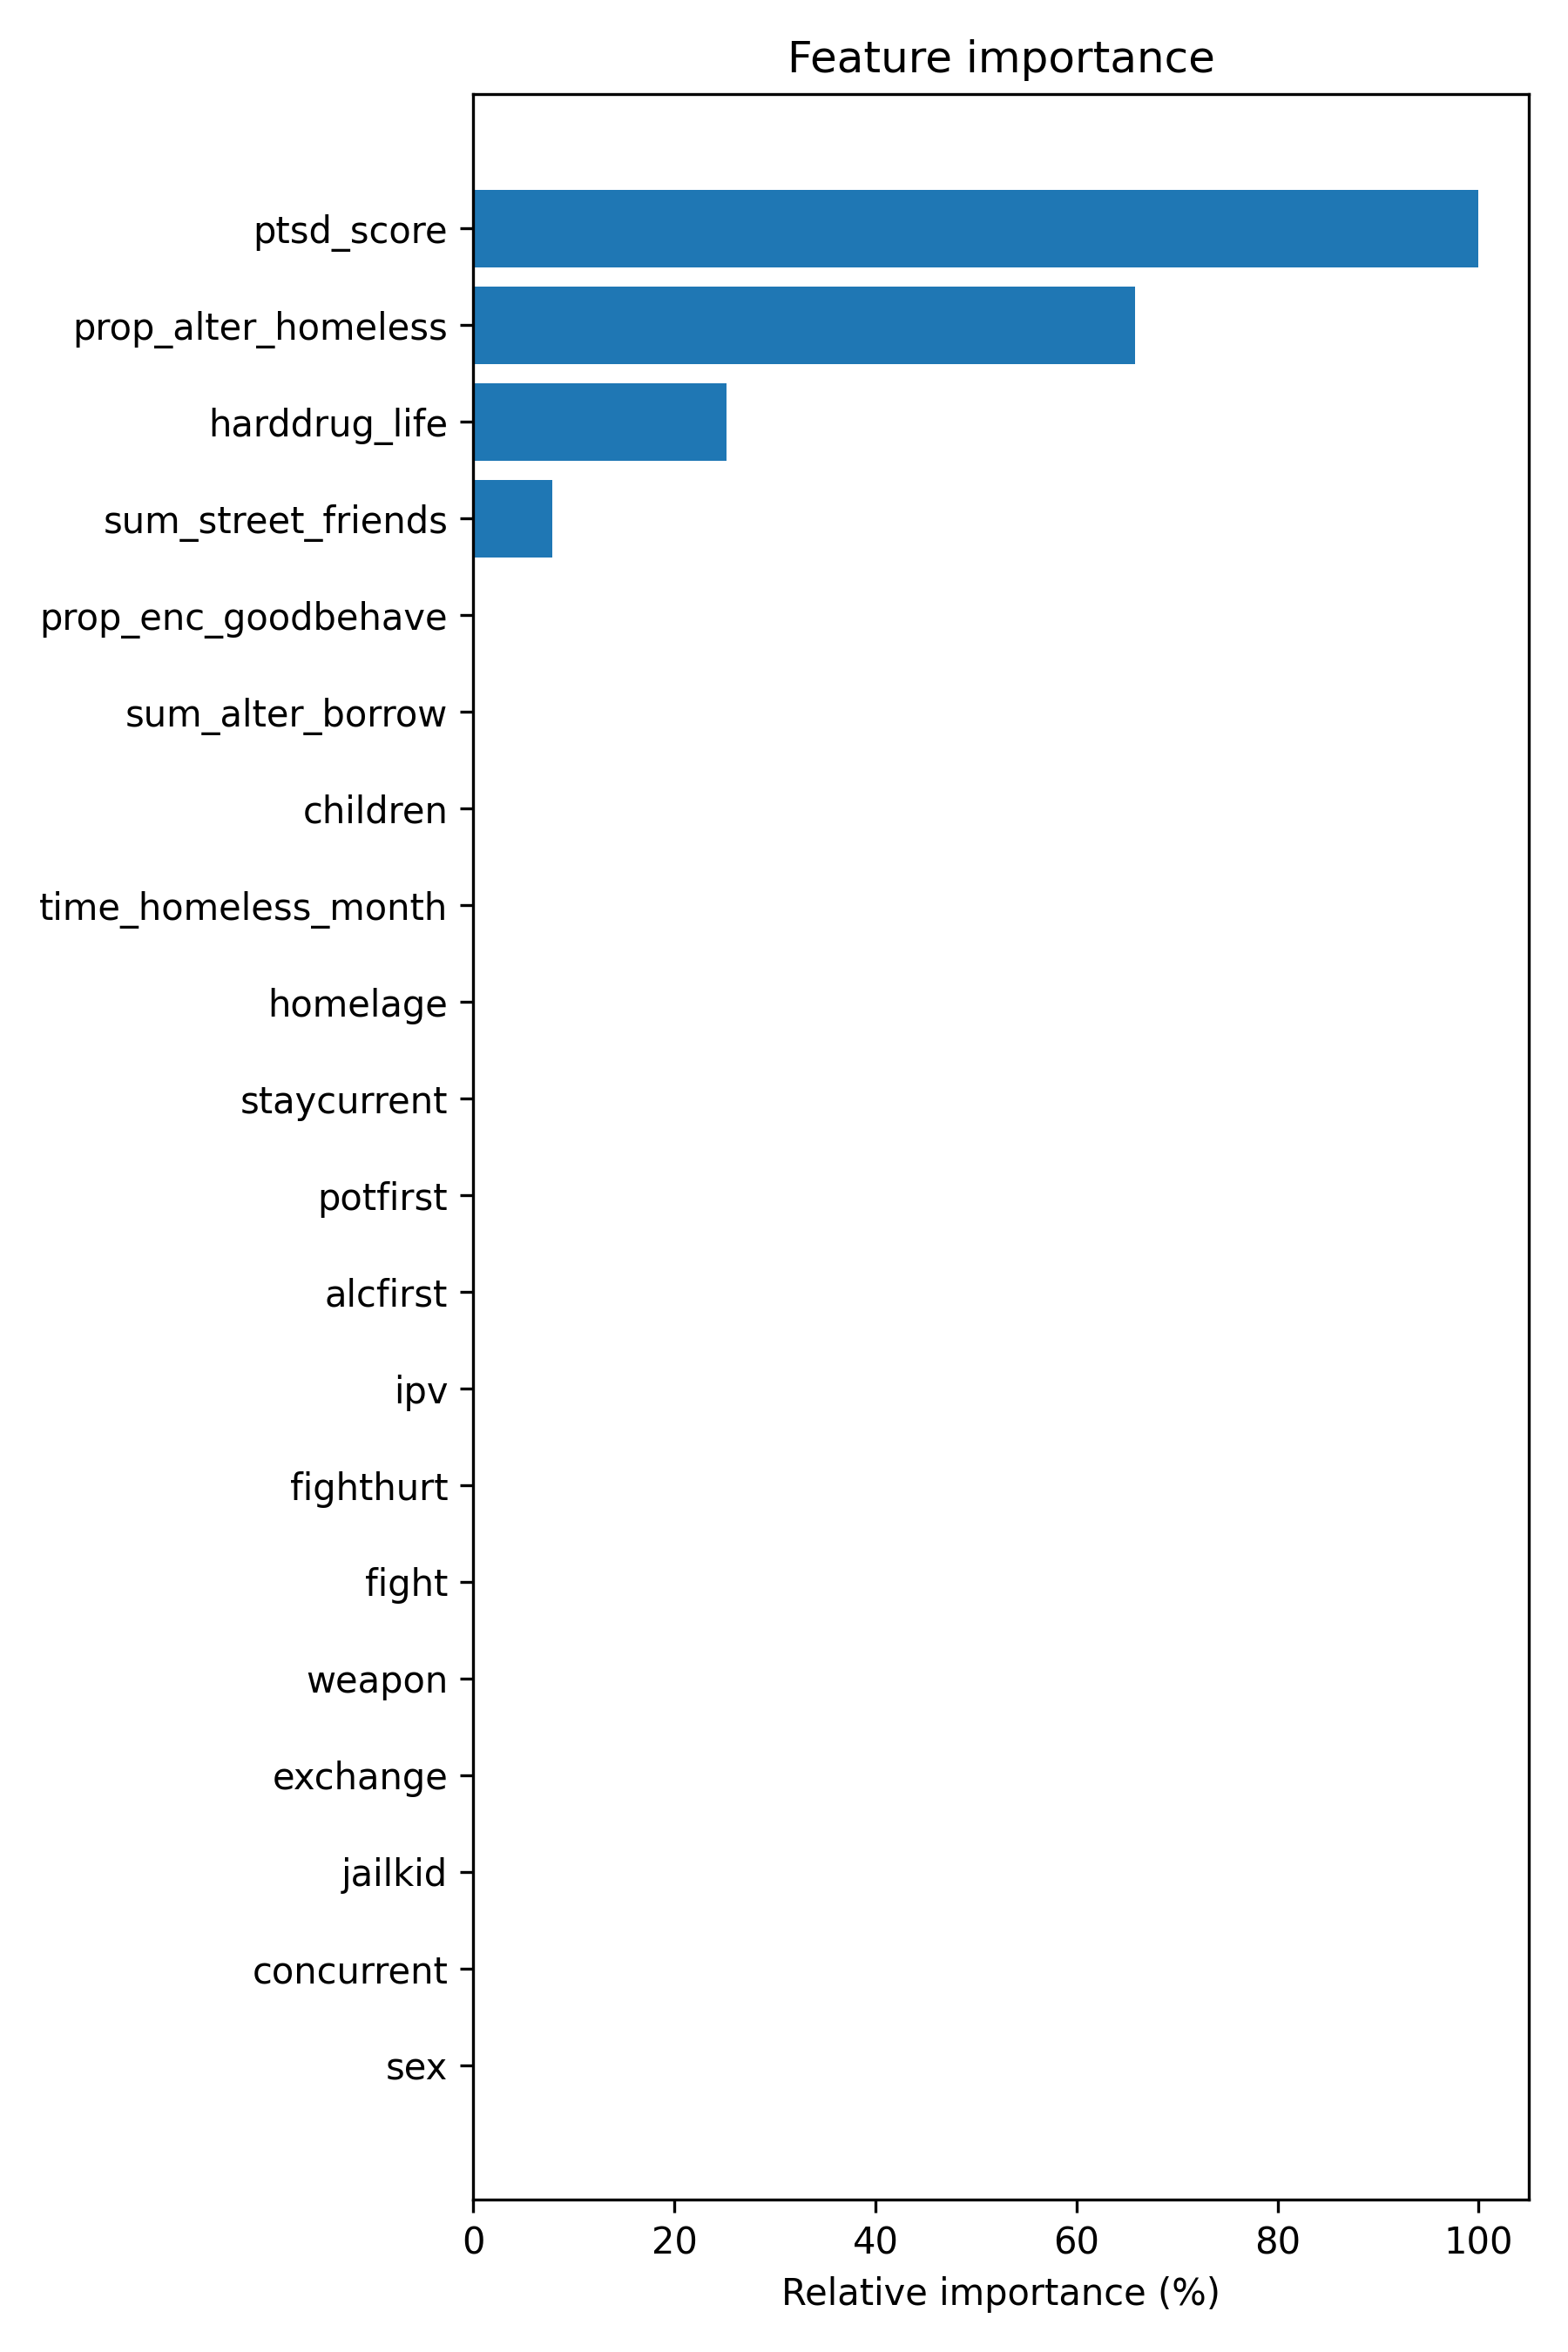 Feature importance
ptsd_score
prop_alter_homeless
harddrug_life
sum_street_friends
prop_enc_goodbehave
sum_alter_borrow
children
time_homeless_month
homelage
staycurrent
potfirst
alcfirst
ipv
fighthurt
fight
weapon
exchange
jailkid
concurrent
sex
0 20 40 60 80 100
Relative importance (%)